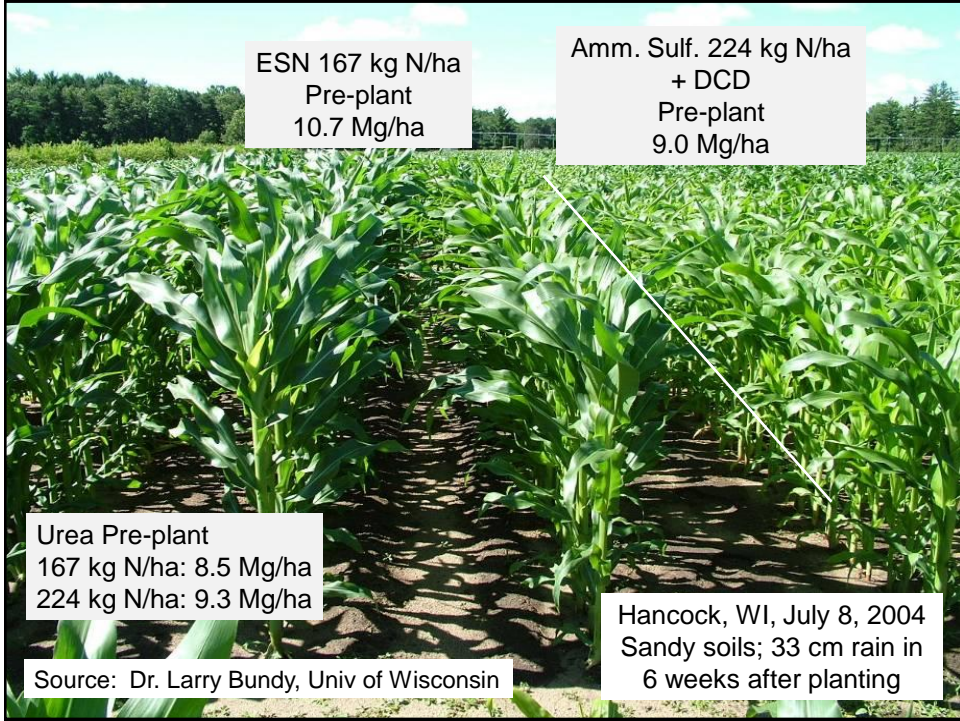 ESN 167 kg N/ha
Pre-plant
10.7 Mg/ha
Amm. Sulf. 224 kg N/ha
+ DCD
Pre-plant
9.0 Mg/ha
Urea Pre-plant
167 kg N/ha: 8.5 Mg/ha
224 kg N/ha: 9.3 Mg/ha
Hancock, WI, July 8, 2004
Sandy soils; 33 cm rain in
6 weeks after planting
Source:  Dr. Larry Bundy, Univ of Wisconsin